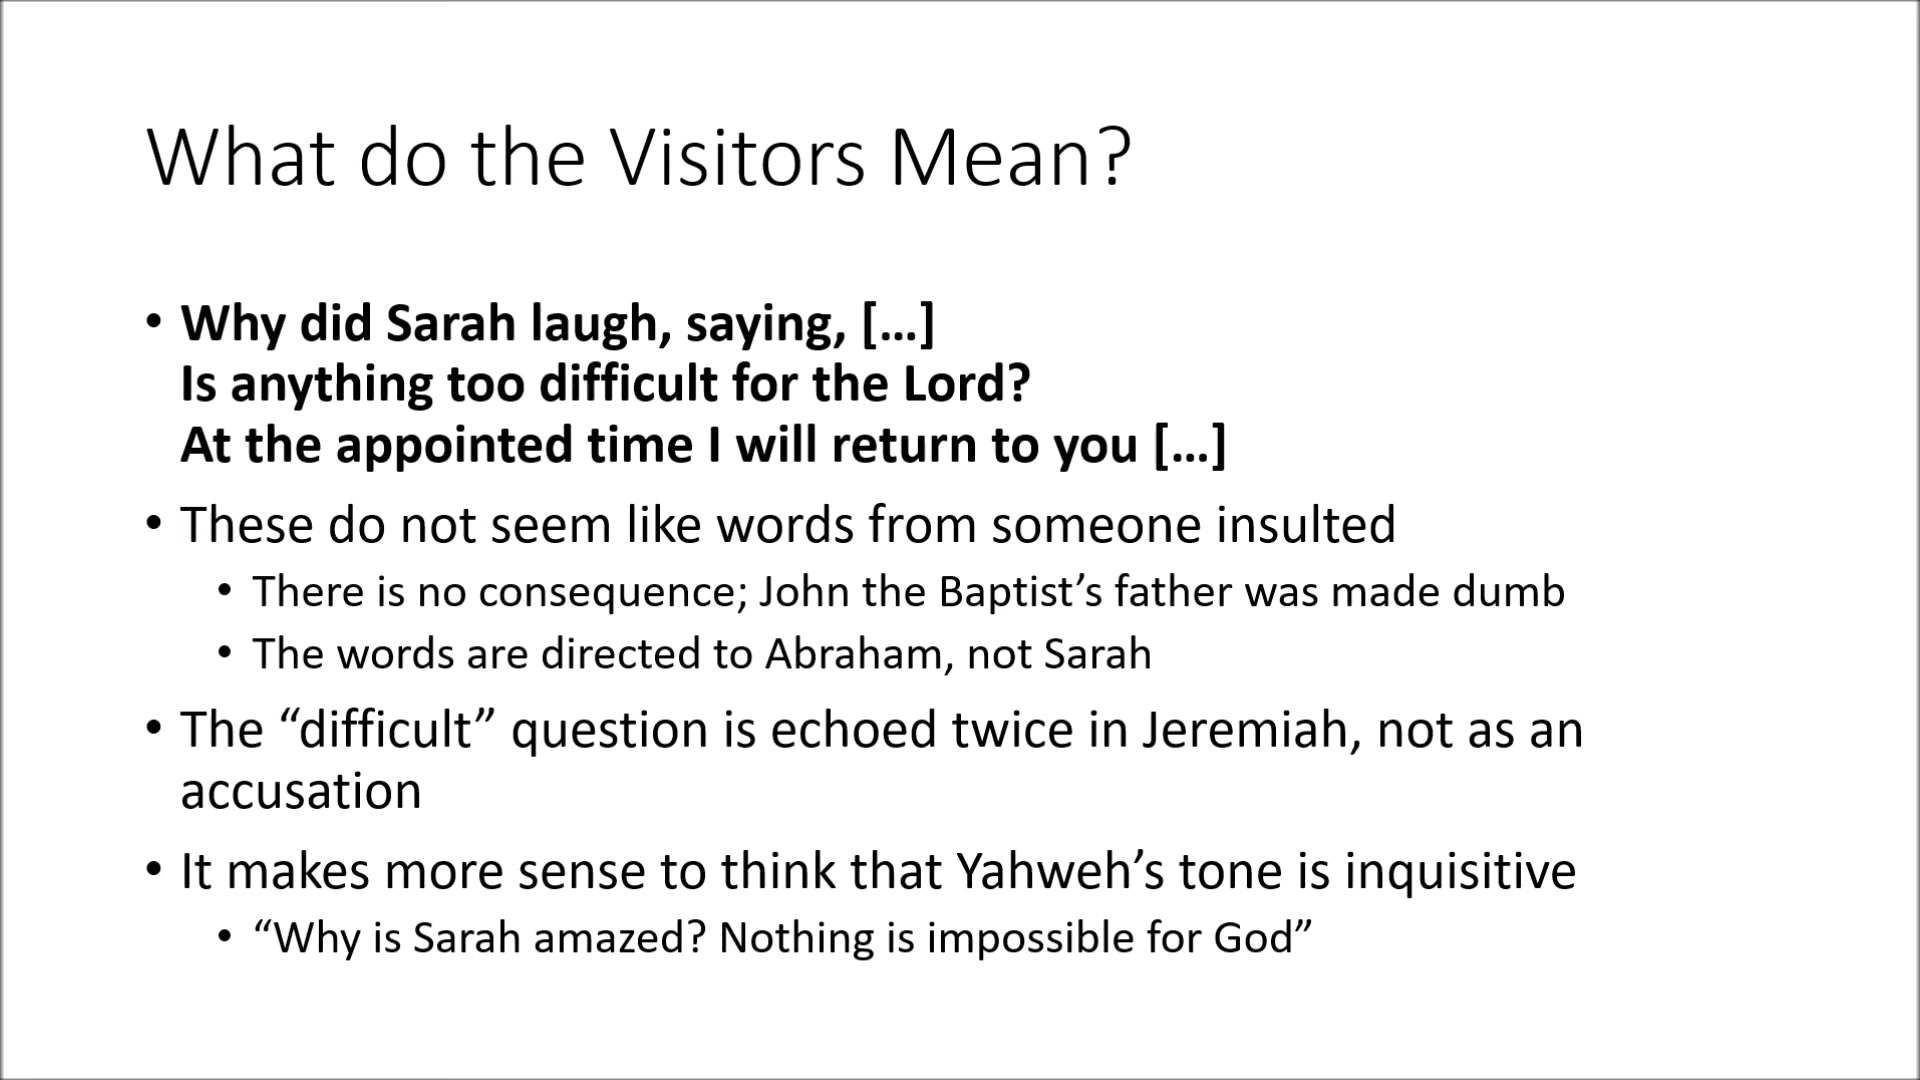 What do the Visitors Mean?
• Why did Sarah laugh, saying, […]
Is anything too difficult for the Lord?
At the appointed time I will return to you […]
• These do not seem like words from someone insulted
• There is no consequence; John the Baptist’s father was made dumb
• The words are directed to Abraham, not Sarah
• The “difficult” question is echoed twice in Jeremiah, not as an
accusation
• It makes more sense to think that Yahweh’s tone is inquisitive
• “Why is Sarah amazed? Nothing is impossible for God”